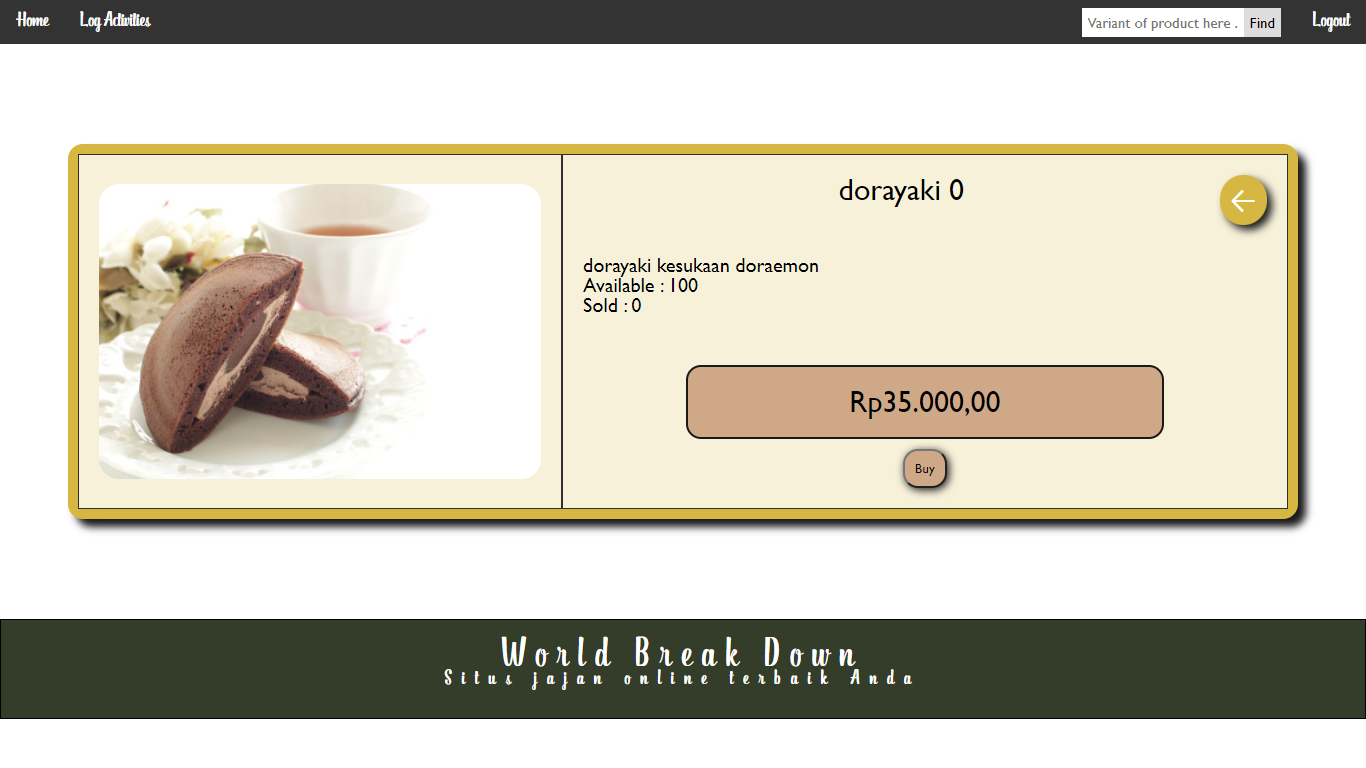 Home
Log Activities
Variant of product here .
Find
Logout
dorayaki 0
dorayaki kesukaan doraemon
Available : 100
Sold : 0
Rp35.000,00
Buy
World Break Down
Situs jajan online terbaik Anda